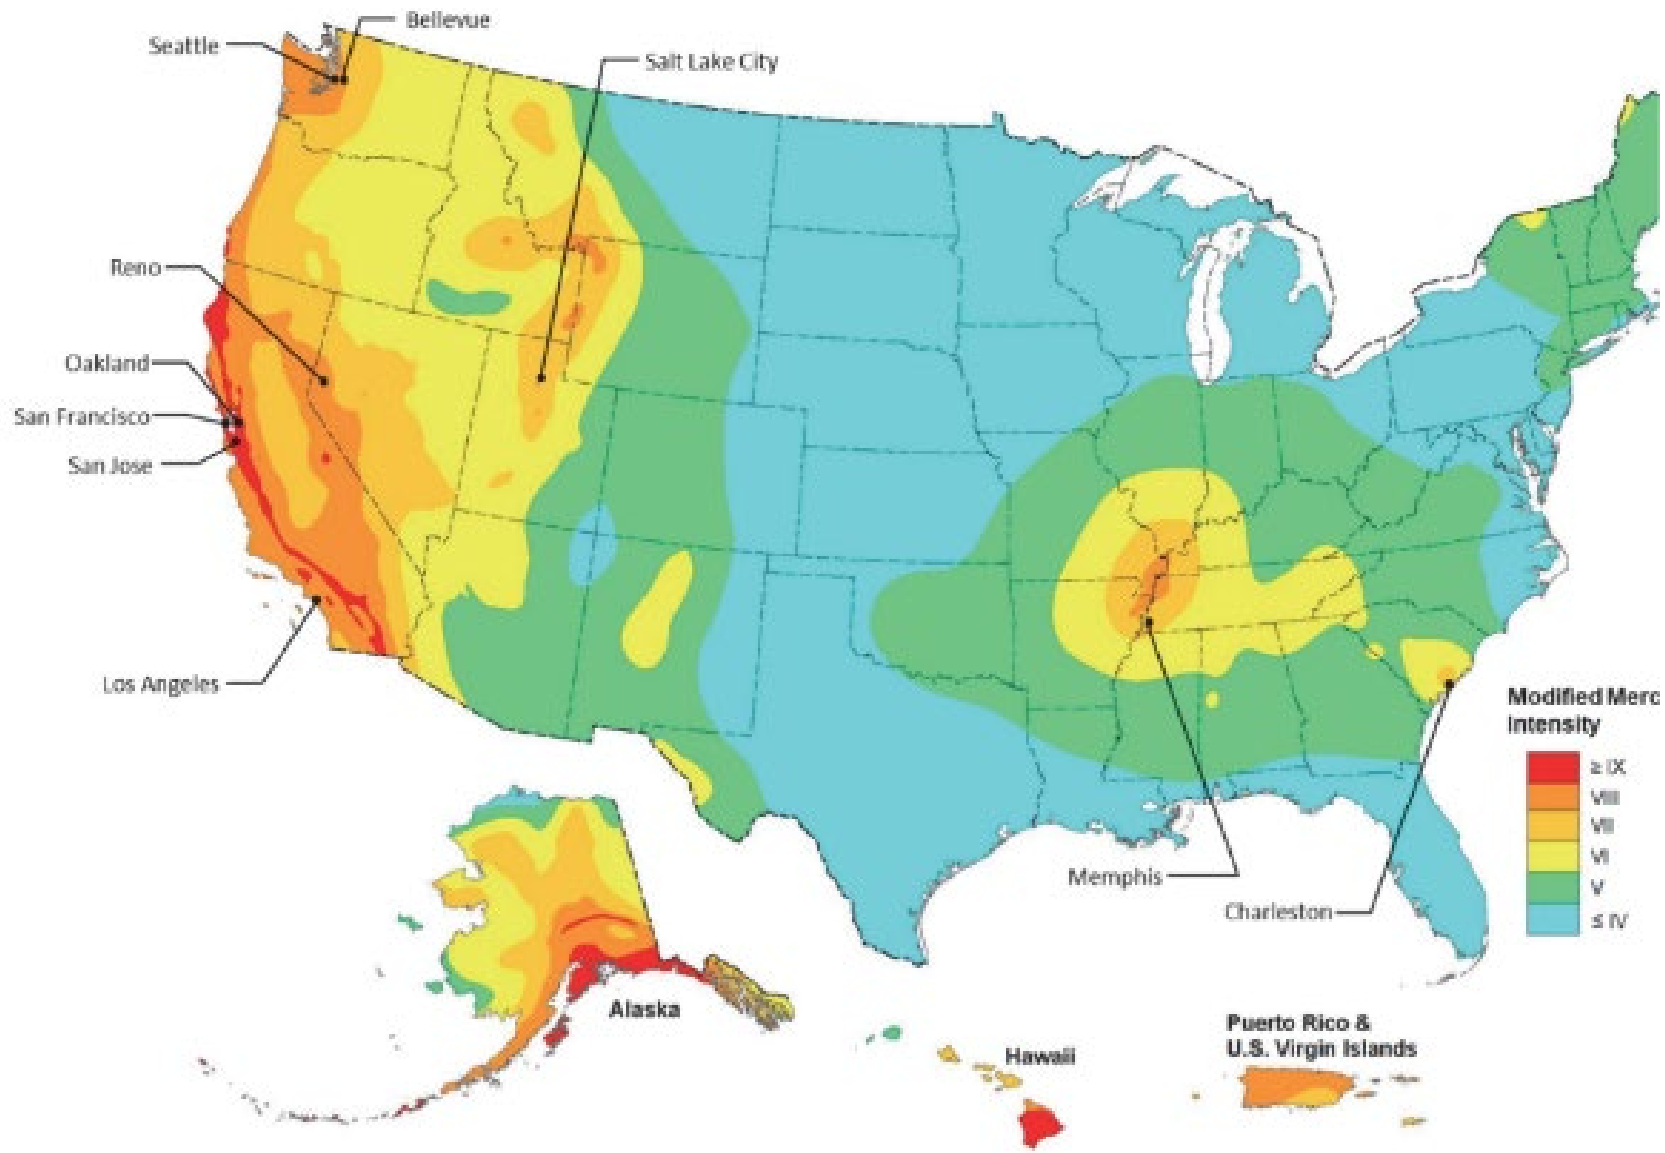 Bellevue
Seattle
Salt Lake City
Reno
Oakland
San Francisco
San Jose
Los Angeles
Modified Merc
Intensity
≥ IX
VIII
VII
VI
V
≤ IV
Memphis
Charleston
Alaska
Hawaii
Puerto Rico &
U.S. Virgin Islands